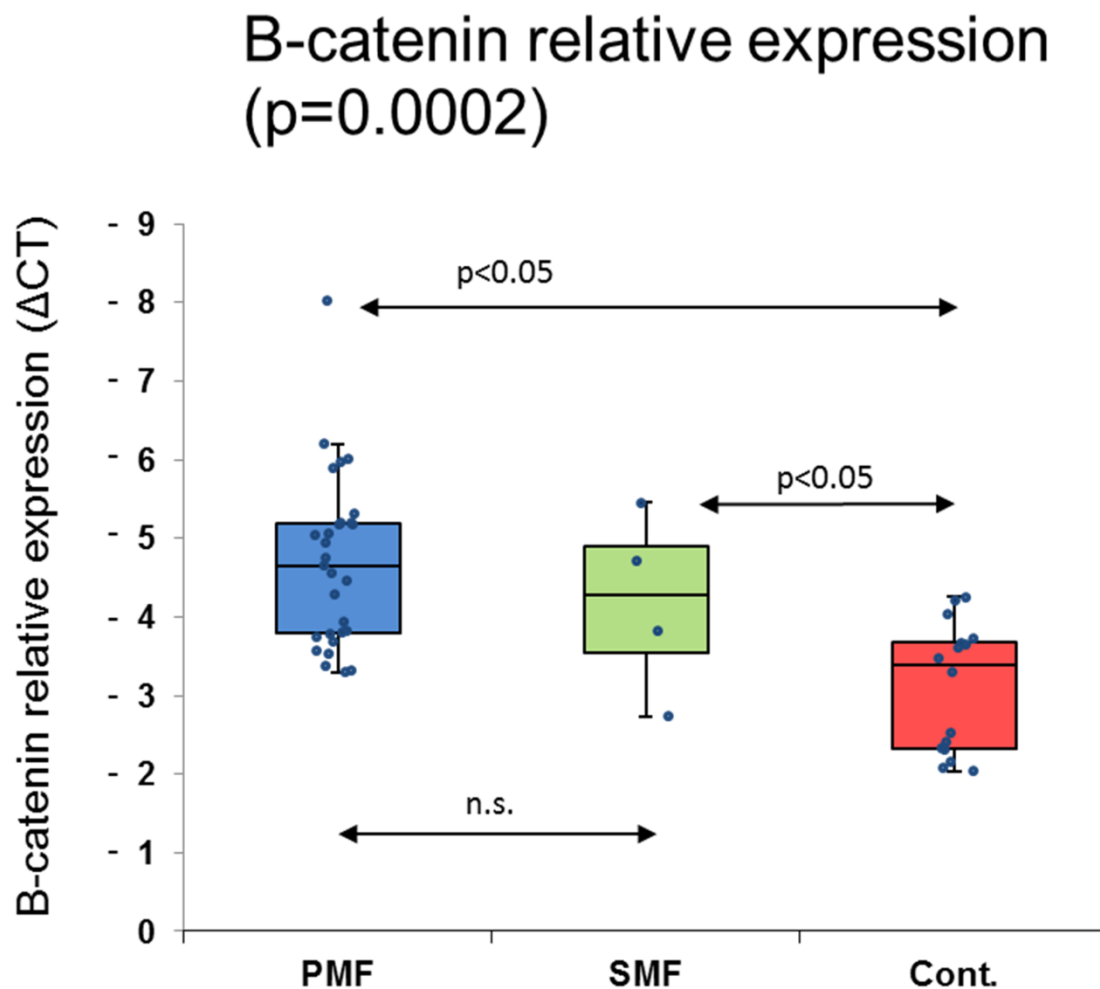 B-catenin relative expression
(p=0.0002)
B-catenin relative expression (ΔCT)
- 9
- 8
- 7
- 6
- 5
- 4
- 3
- 2
- 1
0
p<0.05
p<0.05
n.s.
PMF SMF Cont.